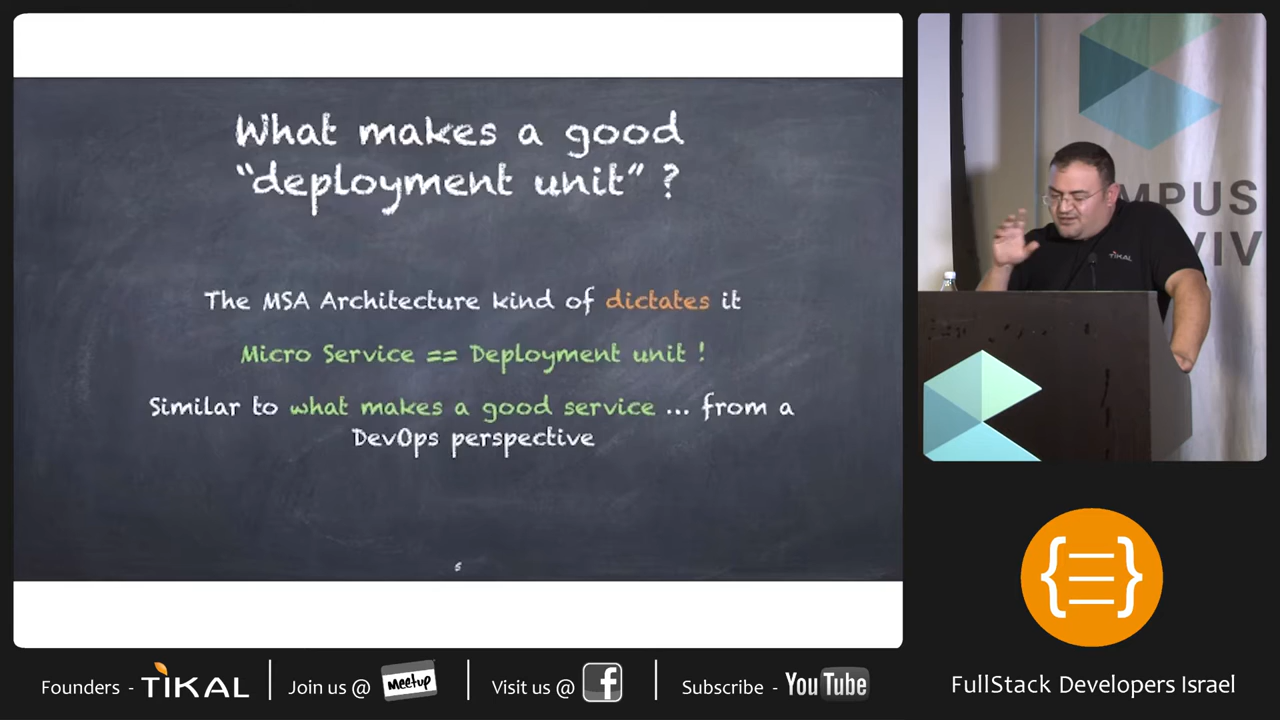 What makes a good
“deployment unit” ?
The MSA Architecture kind of dictates it
Micro Service == Deployment unit !
Similar to what makes a good service ... from a
DevOps perspective
5
MPUS
VIV
TIKAL
{ }
Founders - TIKAL
Join us @ Meetup
Visit us @ f
Subscribe - YouTube
FullStack Developers Israel